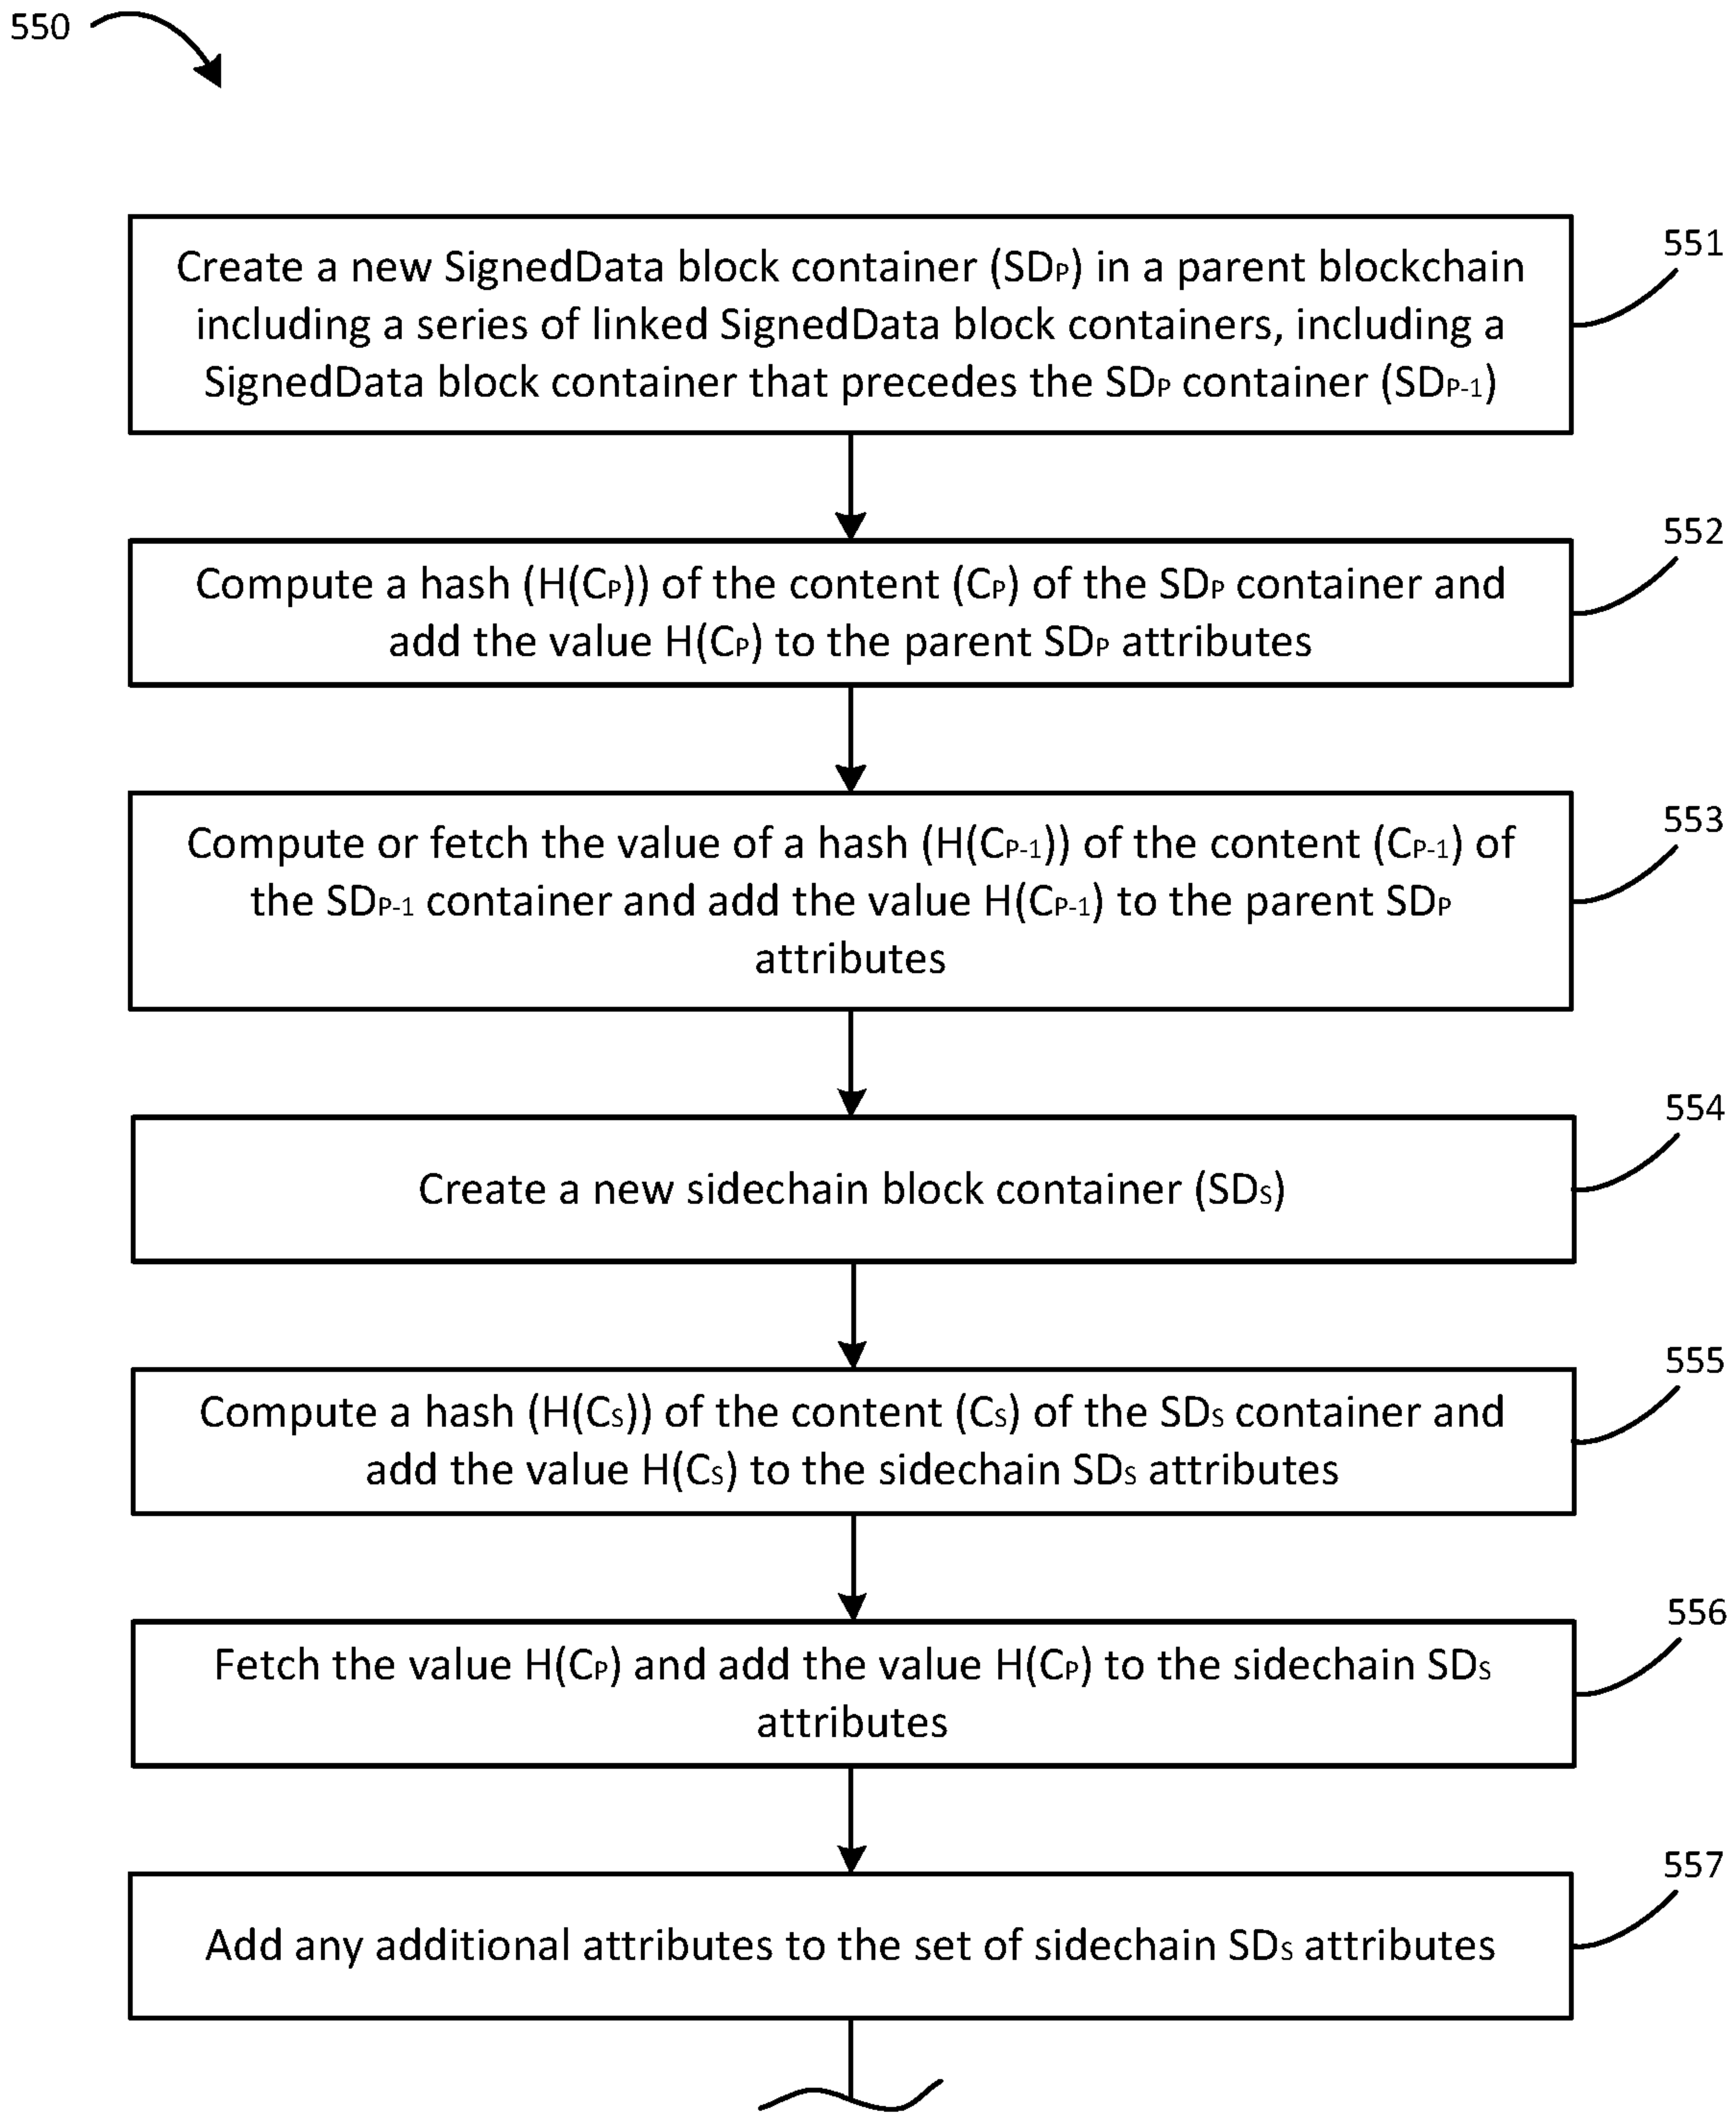 550
Create a new SignedData block container (SDP) in a parent blockchain
including a series of linked SignedData block containers, including a
SignedData block container that precedes the SDP container (SDP-1)
551
Compute a hash (H(CP)) of the content (CP) of the SDP container and
add the value H(CP) to the parent SDP attributes
552
Compute or fetch the value of a hash (H(CP-1)) of the content (CP-1) of
the SDP-1 container and add the value H(CP-1) to the parent SDP
attributes
553
Create a new sidechain block container (SDS)
554
Compute a hash (H(CS)) of the content (CS) of the SDS container and
add the value H(CS) to the sidechain SDS attributes
555
Fetch the value H(CP) and add the value H(CP) to the sidechain SDS
attributes
556
Add any additional attributes to the set of sidechain SDS attributes
557